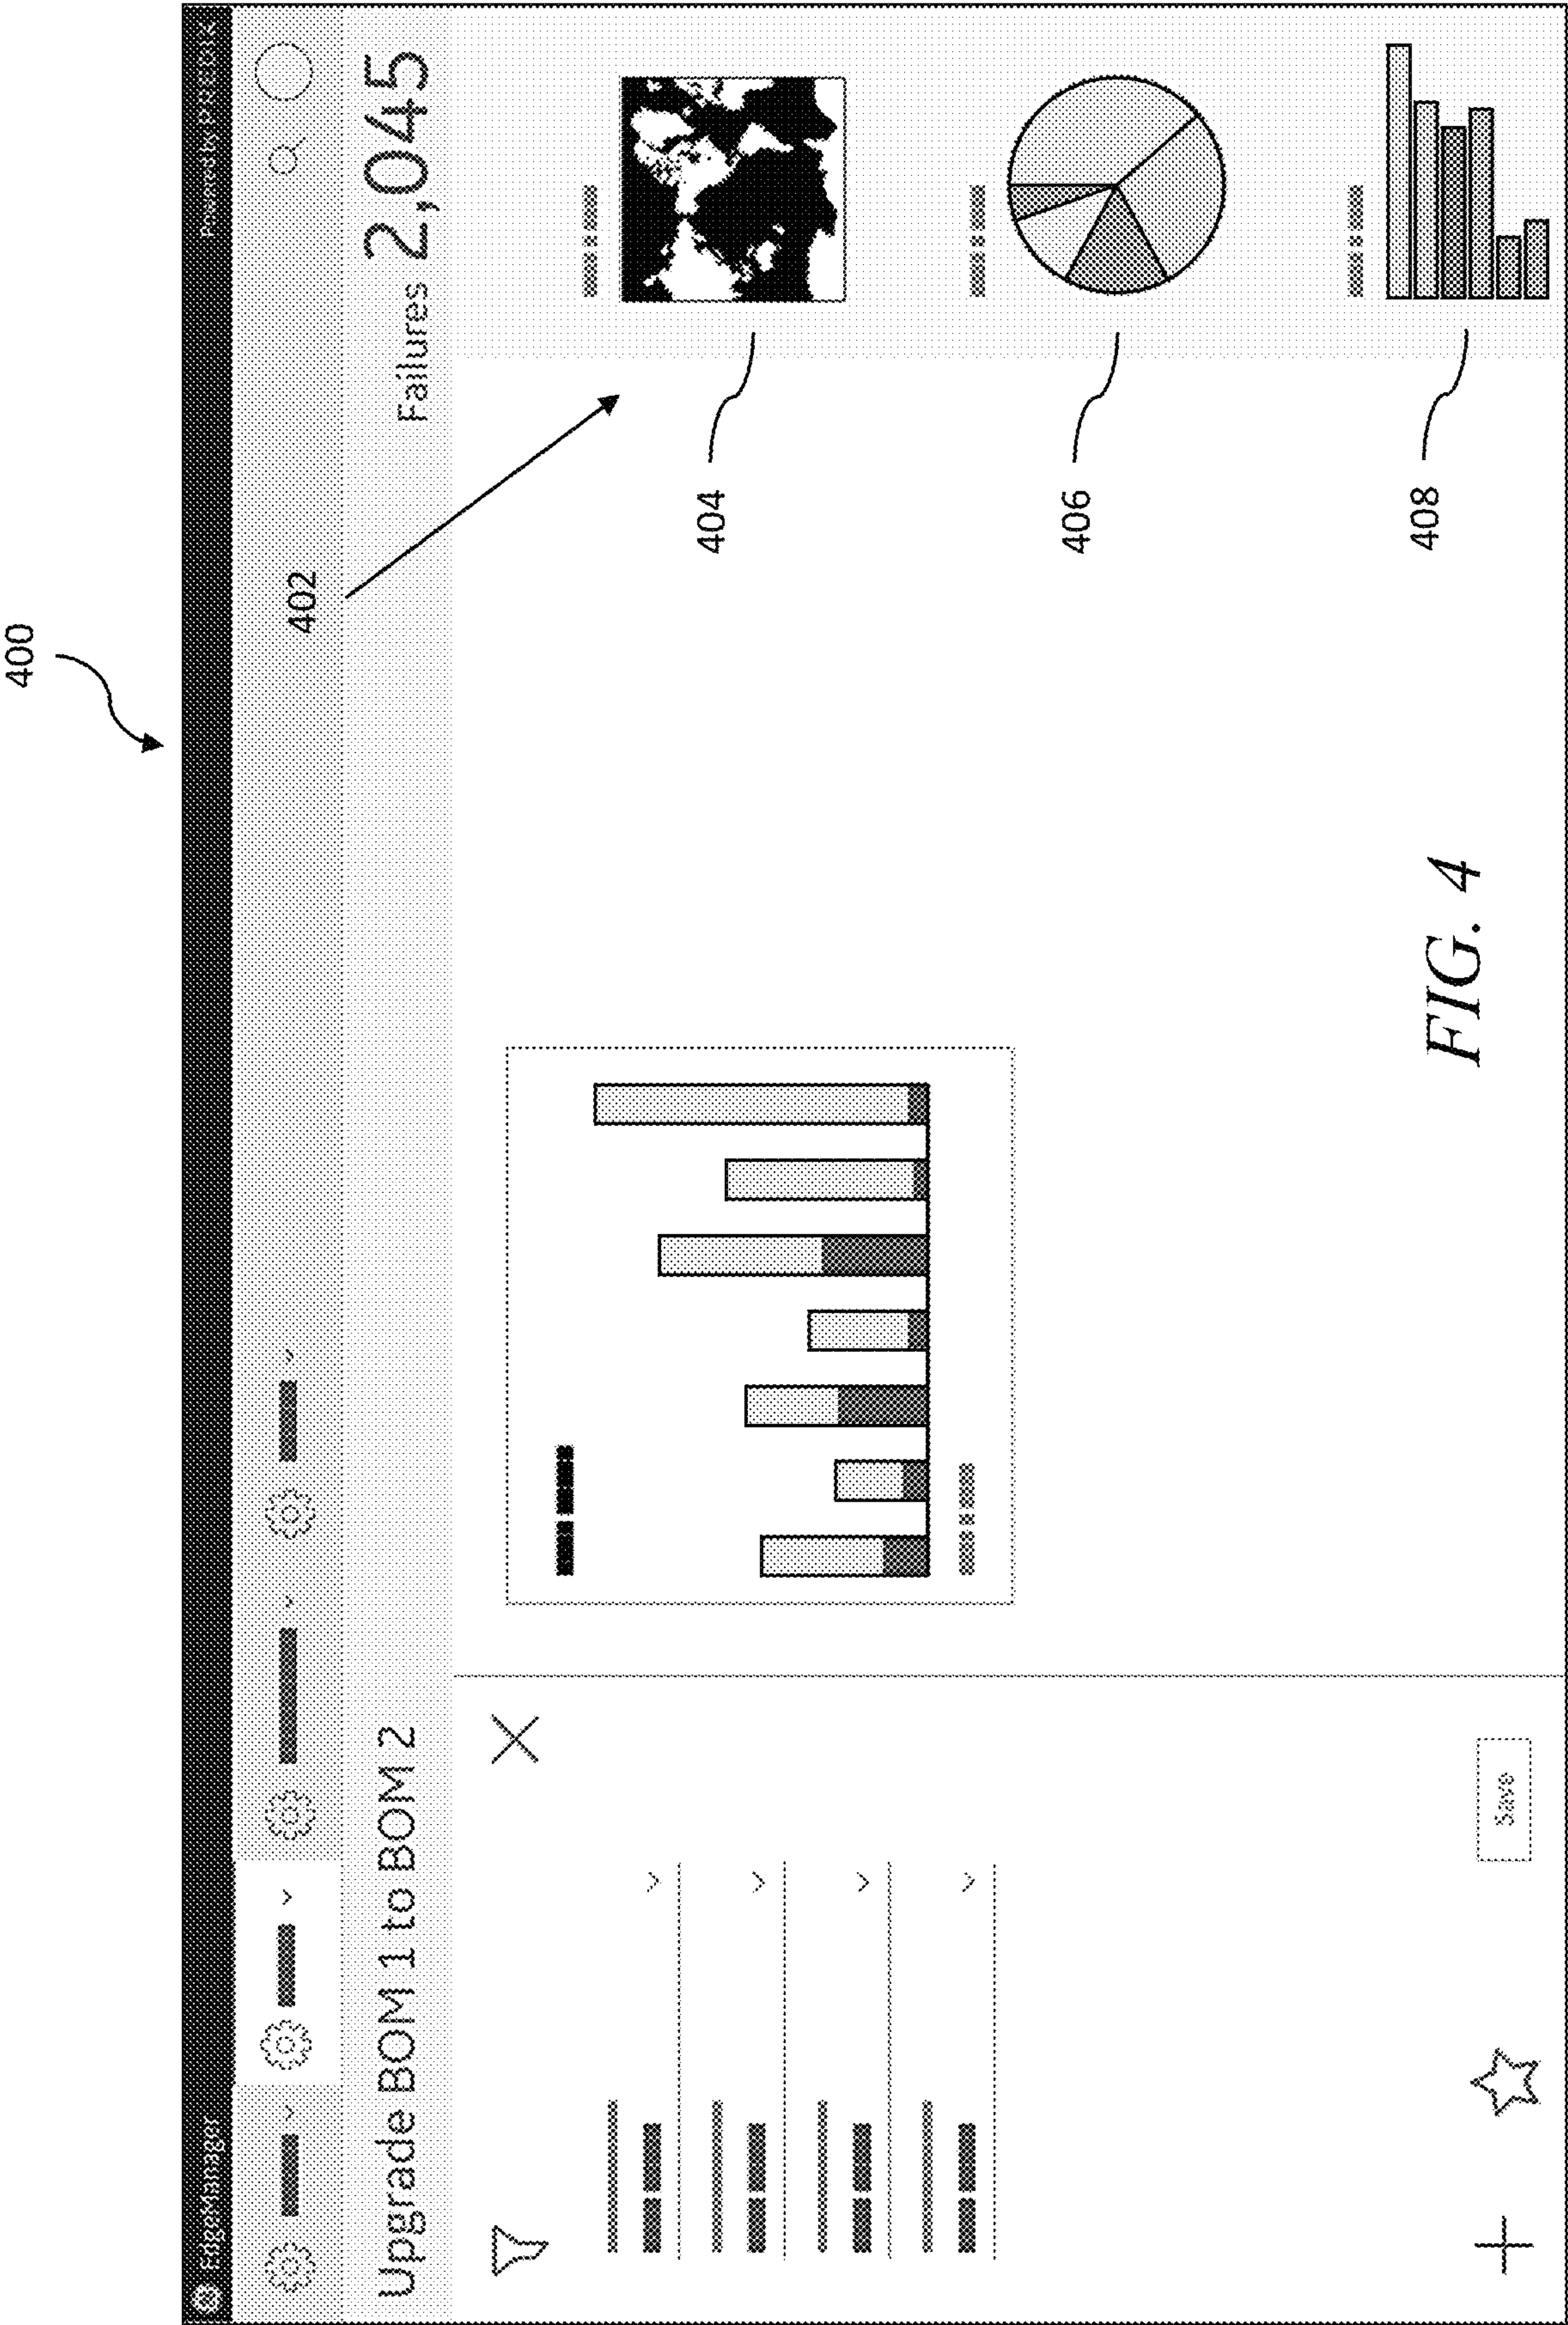 400
EdgeManager
Powered by PREDIX
402
Upgrade BOM 1 to BOM 2
Failures 2,045
404
406
408
Save
FIG. 4